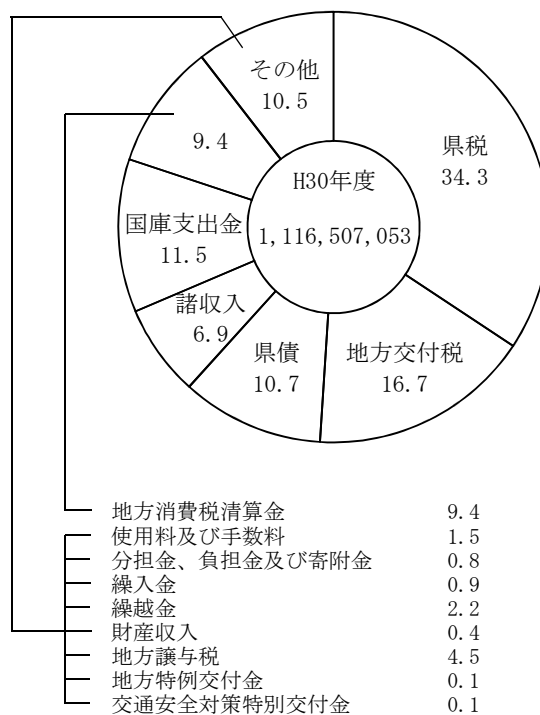 その他
10.5
9.4
県税
34.3
H30年度
1,116,507,053
国庫支出金
11.5
諸収入
6.9
県債
10.7
地方交付税
16.7
地方消費税清算金 9.4
使用料及び手数料 1.5
分担金、負担金及び寄附金 0.8
繰入金 0.9
繰越金 2.2
財産収入 0.4
地方譲与税 4.5
地方特例交付金 0.1
交通安全対策特別交付金 0.1